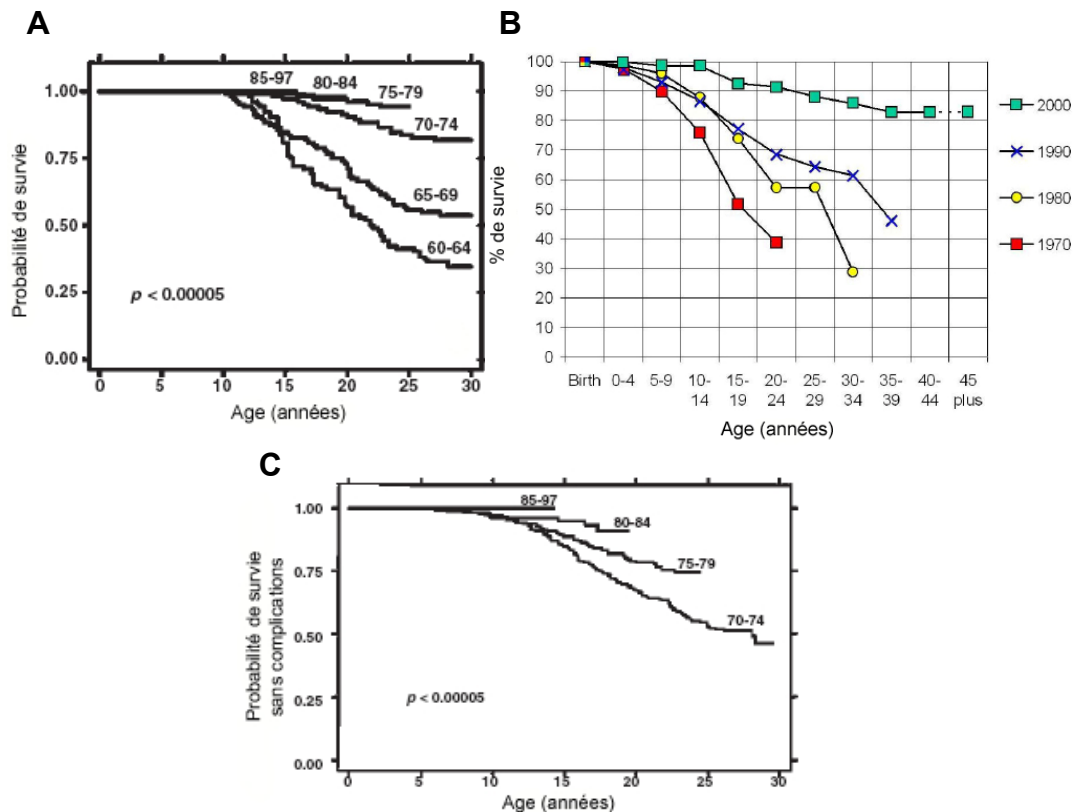 A
Probabilité de survie
1.00
0.75
0.50
0.25
0.00
85-97
80-84
75-79
70-74
65-69
60-64
p < 0.00005
0 5 10 15 20 25 30
Age (années)
B
% de survie
100
90
80
70
60
50
40
30
20
10
0
Birth 0-4 5-9 10-14 15-19 20-24 25-29 30-34 35-39 40-44 45 plus
Age (années)
2000
1990
1980
1970
C
Probabilité de survie
sans complications
1.00
0.75
0.50
0.25
0.00
85-97
80-84
75-79
70-74
p < 0.00005
0 5 10 15 20 25 30
Age (années)